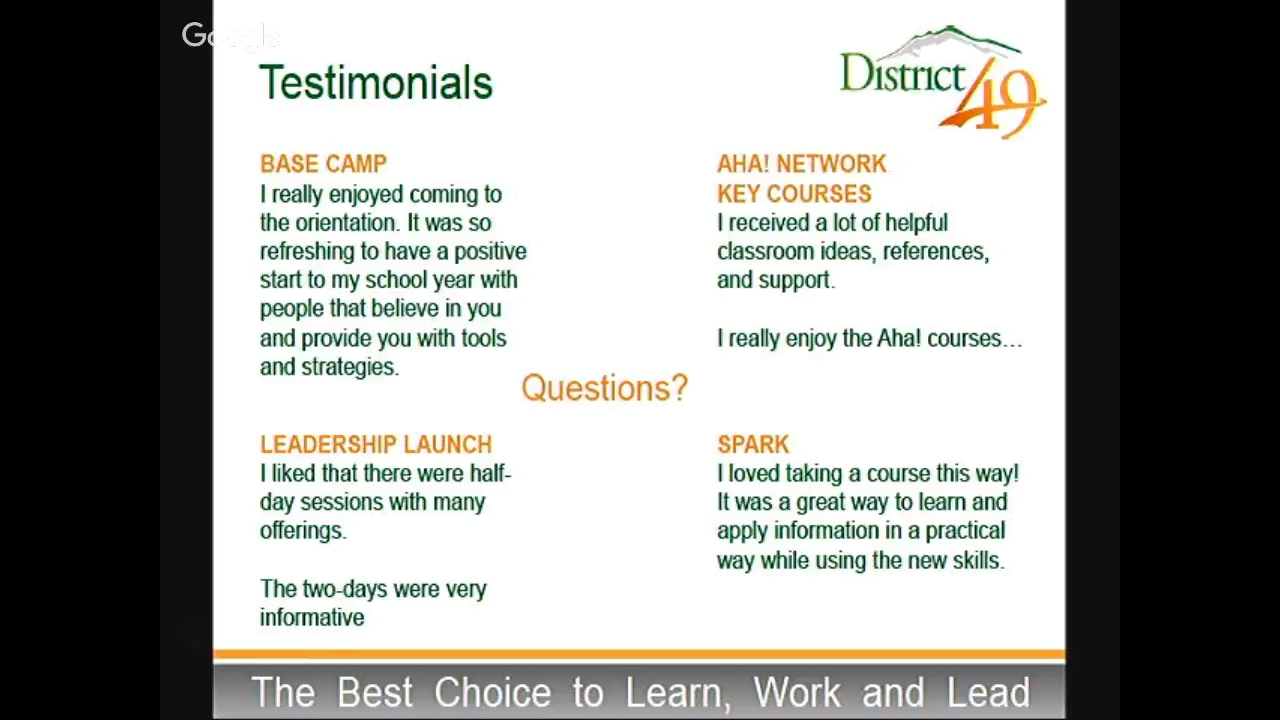 Google
Testimonials
District
49
BASE CAMP
I really enjoyed coming to
the orientation. It was so
refreshing to have a positive
start to my school year with
people that believe in you
and provide you with tools
and strategies.
AHA! NETWORK
KEY COURSES
I received a lot of helpful
classroom ideas, references,
and support.
I really enjoy the Aha! courses…
Questions?
LEADERSHIP LAUNCH
I liked that there were half-
day sessions with many
offerings.
The two-days were very
informative
SPARK
I loved taking a course this way!
It was a great way to learn and
apply information in a practical
way while using the new skills.
The Best Choice to Learn, Work and Lead